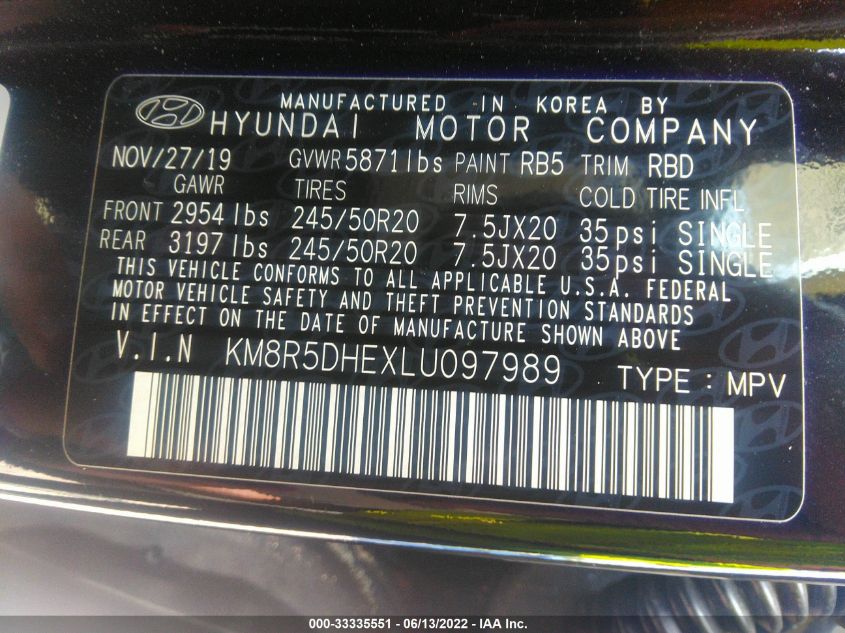 MANUFACTURED IN KOREA BY
HYUNDAI MOTOR COMPANY
NOV/27/19 GVWR 5871 lbs PAINT RB5 TRIM RBD
GAWR TIRES RIMS COLD TIRE INFL
FRONT 2954 lbs 245/50R20 7.5JX20 35 psi SINGLE
REAR 3197 lbs 245/50R20 7.5JX20 35 psi SINGLE
THIS VEHICLE CONFORMS TO ALL APPLICABLE U.S.A. FEDERAL
MOTOR VEHICLE SAFETY AND THEFT PREVENTION STANDARDS
IN EFFECT ON THE DATE OF MANUFACTURE SHOWN ABOVE
V.I.N KM8R5DHEXLU097989 TYPE : MPV
000-33335551 - 06/13/2022 - IAA Inc.